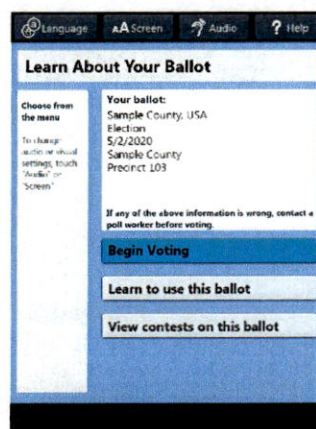 Language
AA Screen
Audio
? Help
Learn About Your Ballot
Choose from
the menu
To change
audio or visual
settings, touch
"Audio" or
"Screen"
Your ballot:
Sample County, USA
Election
5/2/2020
Sample County
Precinct 103
If any of the above information is wrong, contact a
poll worker before voting.
Begin Voting
Learn to use this ballot
View contests on this ballot